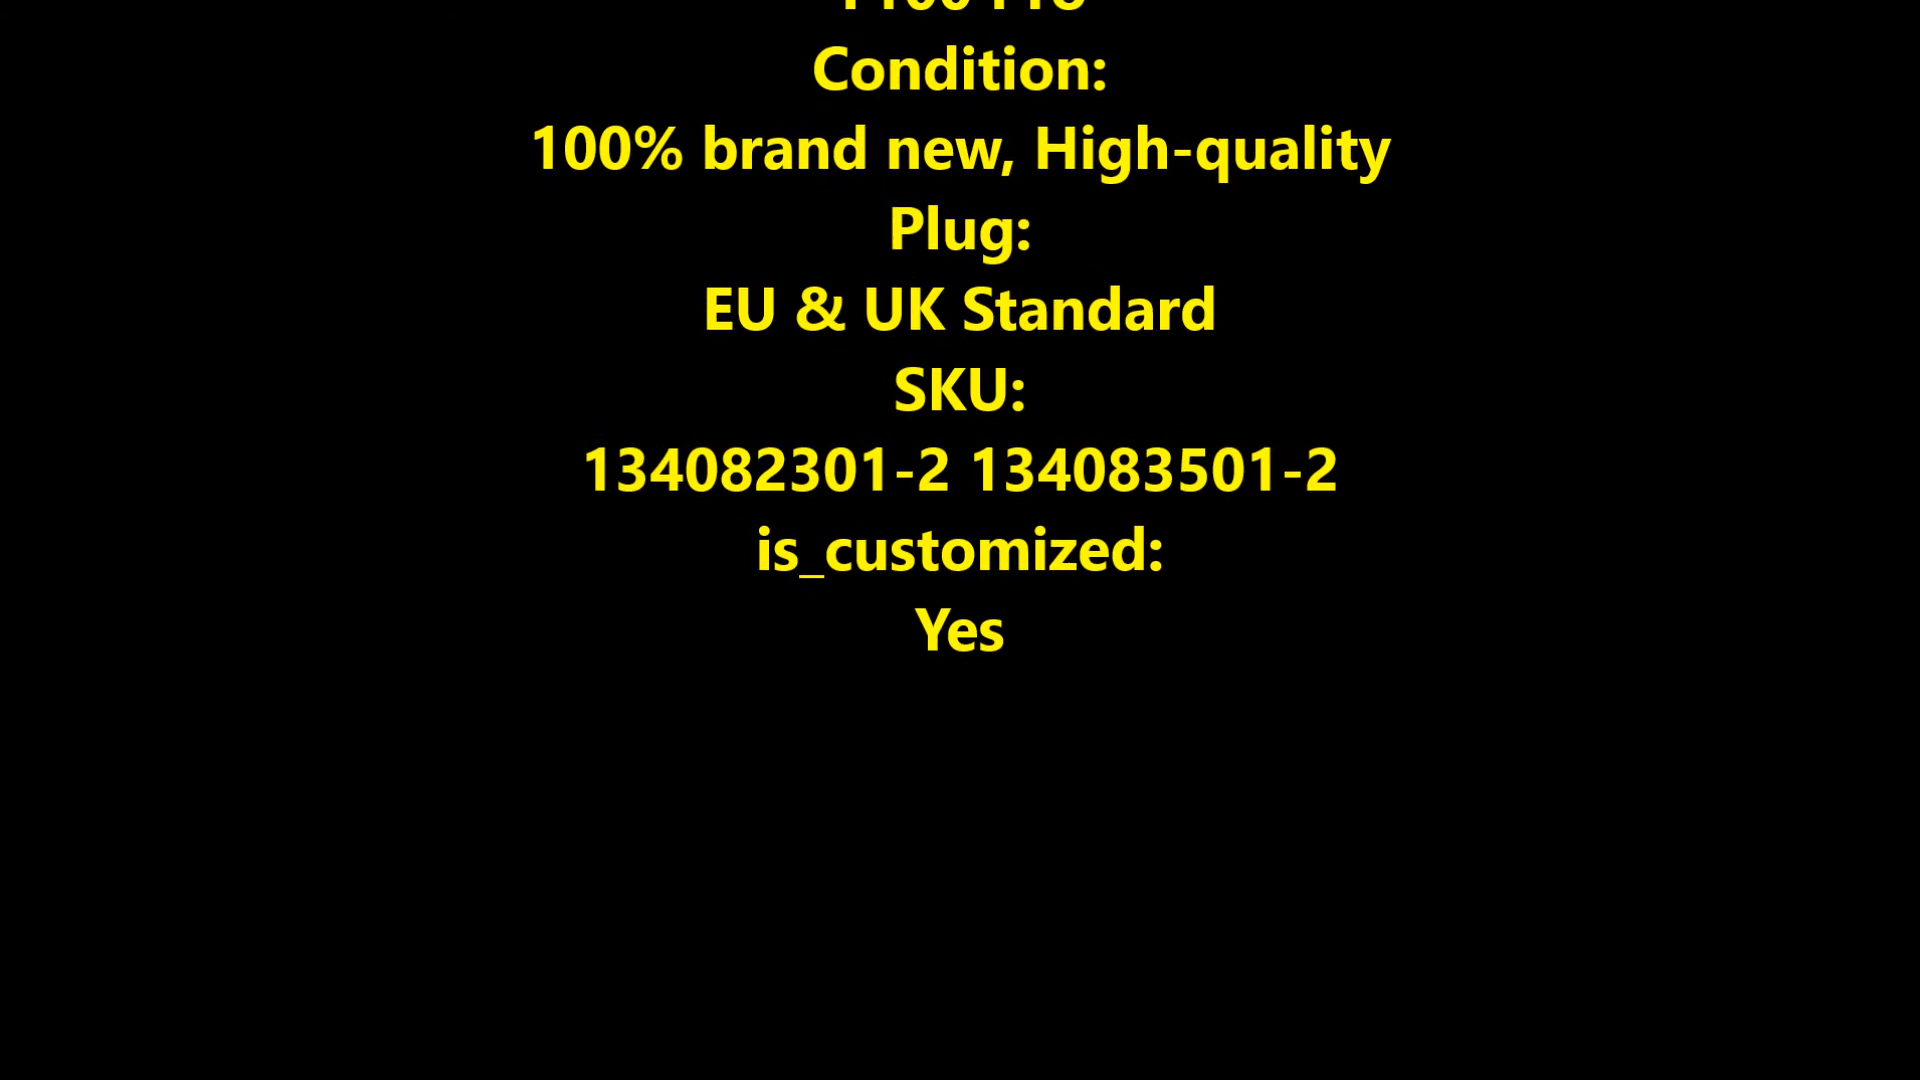 Condition:
100% brand new, High-quality
Plug:
EU & UK Standard
SKU:
134082301-2 134083501-2
is_customized:
Yes